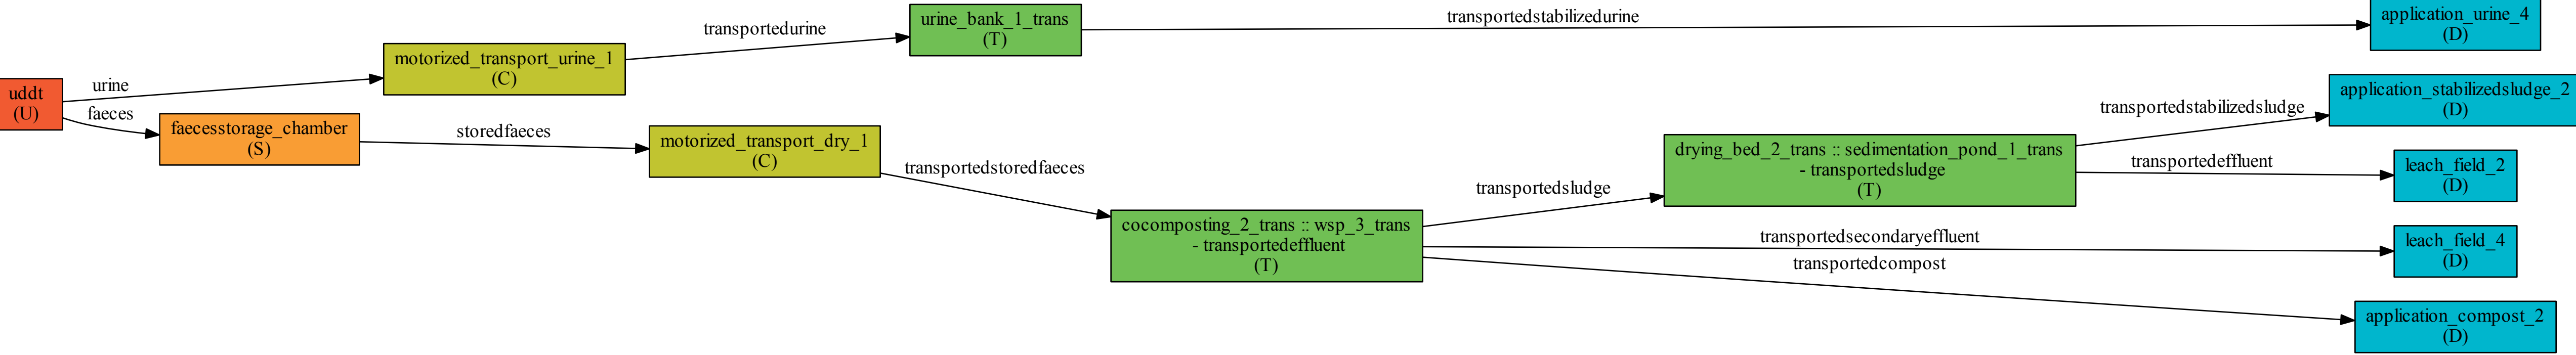 uddt
(U)
urine
faeces
motorized_transport_urine_1
(C)
faecesstorage_chamber
(S)
transportedurine
storedfaeces
urine_bank_1_trans
(T)
motorized_transport_dry_1
(C)
transportedstoredfaeces
transportedstabilizedurine
cocomposting_2_trans :: wsp_3_trans
- transportedeffluent
(T)
transportedsludge
transportedsecondaryeffluent
transportedcompost
drying_bed_2_trans :: sedimentation_pond_1_trans
- transportedsludge
(T)
transportedstabilizedsludge
transportedeffluent
application_urine_4
(D)
application_stabilizedsludge_2
(D)
leach_field_2
(D)
leach_field_4
(D)
application_compost_2
(D)